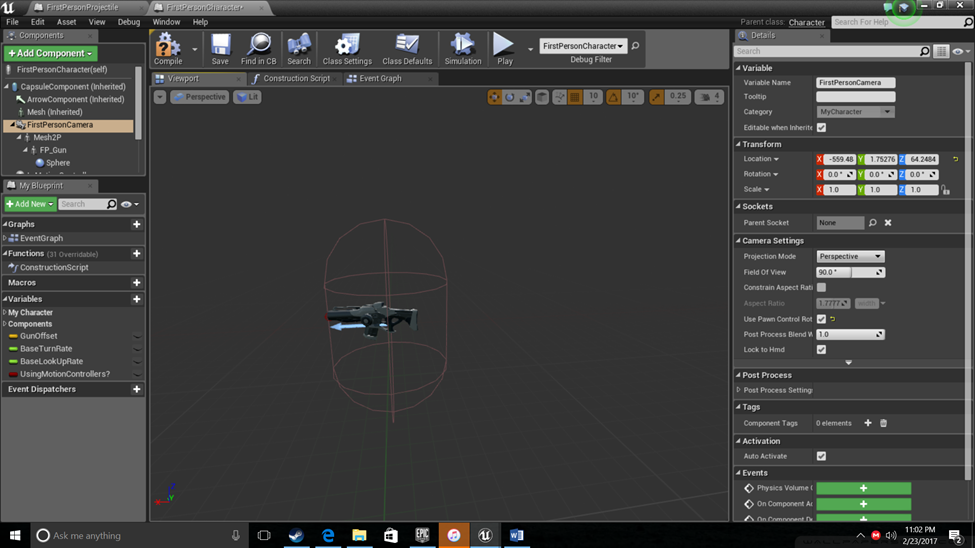 FirstPersonProjectile
FirstPersonCharacter*
Parent class: Character
Search For Help
File Edit Asset View Debug Window Help
Components
+ Add Component
FirstPersonCharacter(self)
CapsuleComponent (Inherited)
ArrowComponent (Inherited)
Mesh (Inherited)
FirstPersonCamera
Mesh2P
FP_Gun
Sphere
My Blueprint
+ Add New
Search
Graphs
EventGraph
Functions (31 Overridable)
ConstructionScript
Macros
Variables
My Character
Components
GunOffset
BaseTurnRate
BaseLookUpRate
UsingMotionControllers?
Event Dispatchers
Compile
Save
Find in CB
Search
Class Settings
Class Defaults
Simulation
Play
FirstPersonCharacter
Debug Filter
Viewport
Construction Script
Event Graph
Perspective
Lit
10
10°
0.25
4
Z
Y
Details
Search
Variable
Variable Name FirstPersonCamera
Tooltip
Category MyCharacter
Editable when Inherite
Transform
Location X -559.48 Y 1.75276 Z 64.2484
Rotation X 0.0° Y 0.0° Z 0.0°
Scale X 1.0 Y 1.0 Z 1.0
Sockets
Parent Socket None
Camera Settings
Projection Mode Perspective
Field Of View 90.0°
Constrain Aspect Rati
Aspect Ratio 1.7777 width
Use Pawn Control Rot
Post Process Blend W 1.0
Lock to Hmd
Post Process
Post Process Setting
Tags
Component Tags 0 elements
Activation
Auto Activate
Events
Physics Volume
On Component Ac
On Component De
Ask me anything
EPIC GAMES
11:02 PM
2/23/2017
2